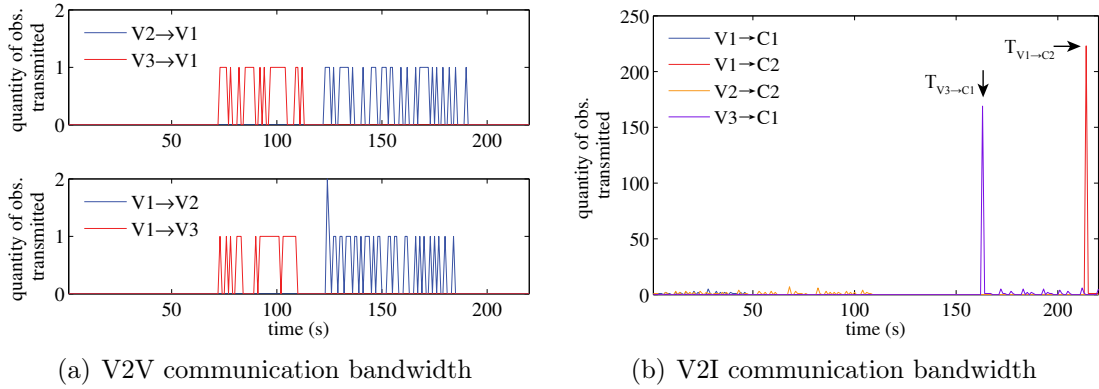 quantity of obs.
transmitted
2
1
0
V2→V1
V3→V1
50
100
150
200
quantity of obs.
transmitted
2
1
0
V1→V2
V1→V3
50
100
150
200
time (s)
(a) V2V communication bandwidth
quantity of obs.
transmitted
250
200
150
100
50
0
V1→C1
V1→C2
V2→C2
V3→C1
T_{V3→C1}
T_{V1→C2}
50
100
150
200
time (s)
(b) V2I communication bandwidth